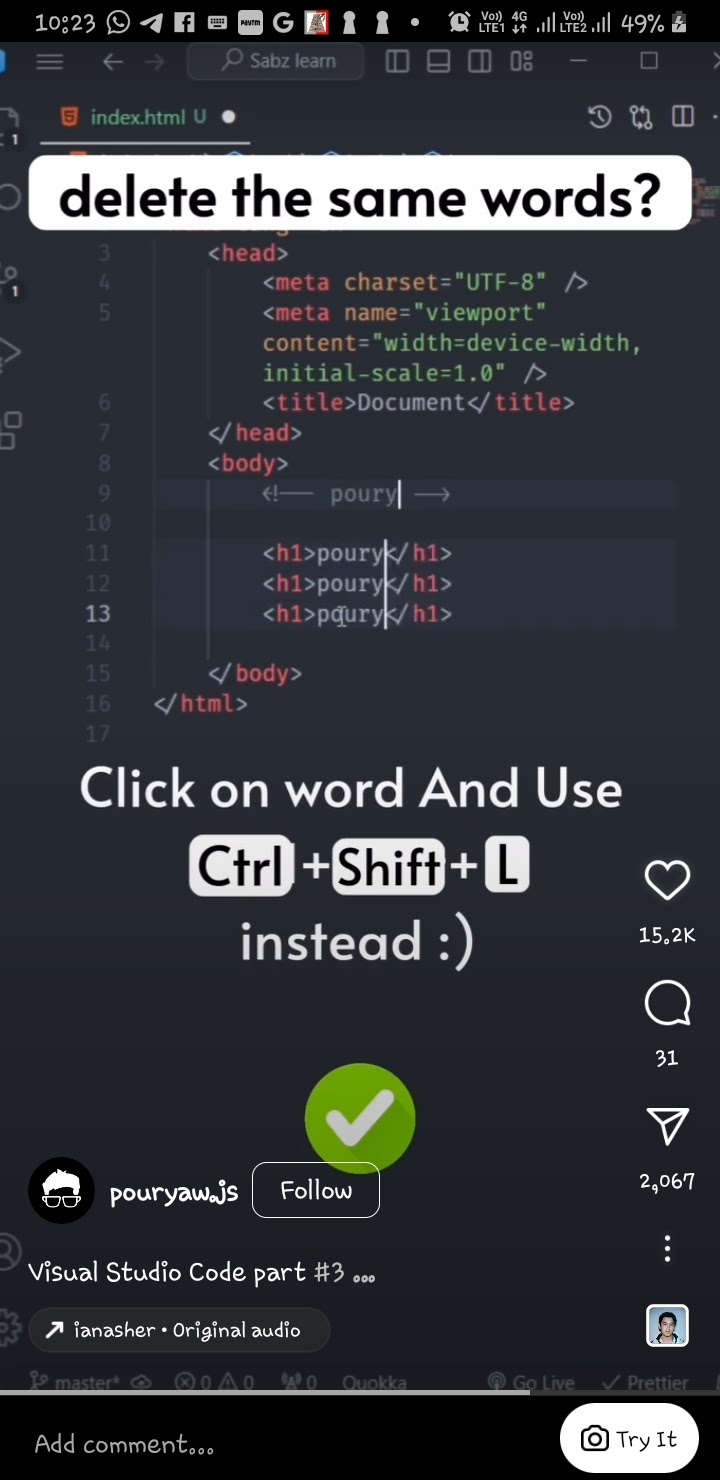 10:23 Vo)) LTE1 4G Vo)) LTE2 49%
Sabz learn
index.html U
delete the same words?
3 <head>
4 <meta charset="UTF-8" />
5 <meta name="viewport"
content="width=device-width,
initial-scale=1.0" />
6 <title>Document</title>
7 </head>
8 <body>
9 <!-- poury -->
10
11 <h1>poury</h1>
12 <h1>poury</h1>
13 <h1>poury</h1>
14
15 </body>
16 </html>
17
Click on word And Use
Ctrl + Shift + L
instead :)
15.2K
31
2,067
pouryaw.js Follow
Visual Studio Code part #3 ...
ianasher • Original audio
master* 0 0 0 Quokka Go Live Prettier
Add comment... Try It